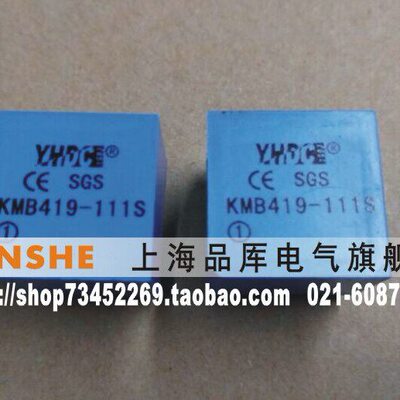 YHDC® YHDC®
CE SGS CE SGS
KMB419-111S KMB419-111S
① ①
NSHE 上海品库电气旗舰
://shop73452269.taobao.com 021-6087